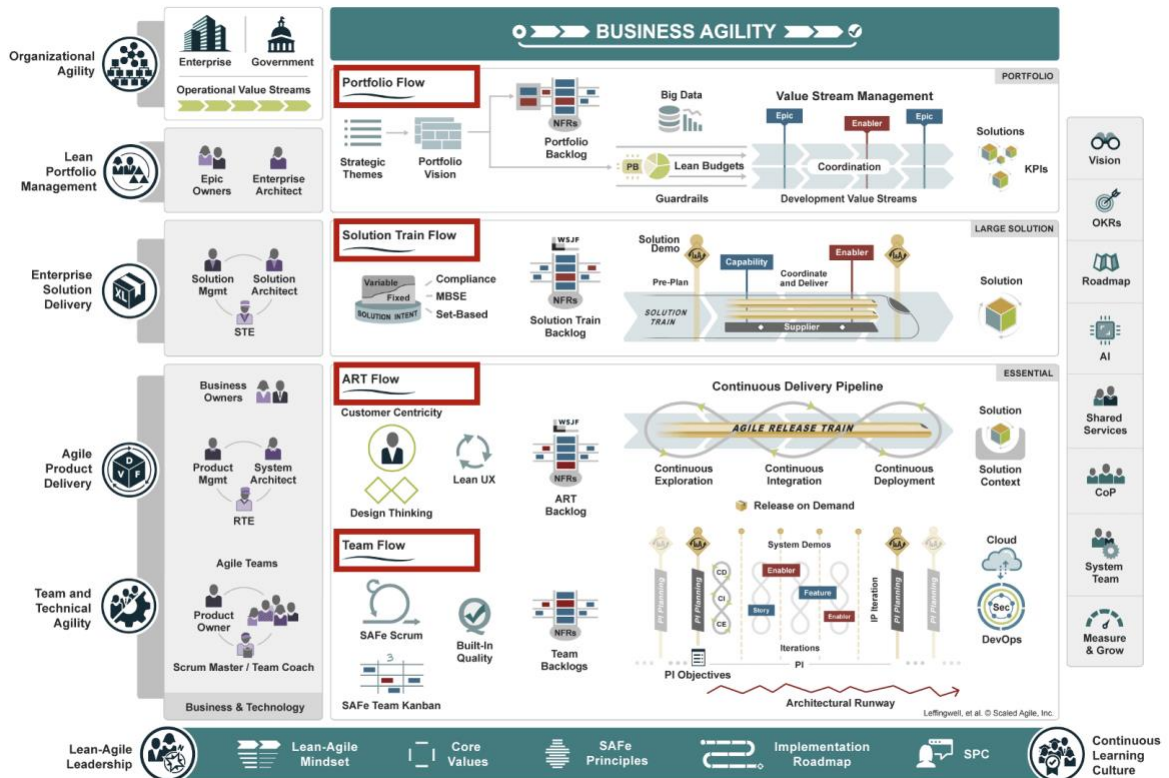 Organizational
Agility
Enterprise
Government
Operational Value Streams
BUSINESS AGILITY
Portfolio Flow
PORTFOLIO
Strategic
Themes
Portfolio
Vision
NFRs
Portfolio
Backlog
Big Data
PB
Lean Budgets
Guardrails
Value Stream Management
Epic
Enabler
Epic
Coordination
Development Value Streams
Solutions
KPIs
Lean
Portfolio
Management
Epic
Owners
Enterprise
Architect
Enterprise
Solution
Delivery
XL
Solution
Mgmt
Solution
Architect
STE
Solution Train Flow
LARGE SOLUTION
Variable
Fixed
SOLUTION INTENT
Compliance
MBSE
Set-Based
WSJF
NFRs
Solution Train
Backlog
Solution
Demo
Pre-Plan
Capability
Coordinate
and Deliver
Enabler
SOLUTION
TRAIN
Supplier
I&A
I&A
Solution
Agile
Product
Delivery
D
V F
Business
Owners
Product
Mgmt
System
Architect
RTE
ART Flow
ESSENTIAL
Customer Centricity
Lean UX
Design Thinking
WSJF
NFRs
ART
Backlog
Continuous Delivery Pipeline
AGILE RELEASE TRAIN
Continuous
Exploration
Continuous
Integration
Continuous
Deployment
Release on Demand
Solution
Solution
Context
Team and
Technical
Agility
Agile Teams
Product
Owner
Scrum Master / Team Coach
Business & Technology
Team Flow
SAFe Scrum
Built-In
Quality
3
SAFe Team Kanban
NFRs
Team
Backlogs
I&A
I&A
I&A
I&A
PI Planning
PI Planning
CD
CI
CE
System Demos
Enabler
Feature
Story
Enabler
Iterations
IP Iteration
PI Planning
PI Planning
PI
PI Objectives
Architectural Runway
Cloud
Sec
DevOps
Leffingwell, et al. © Scaled Agile, Inc.
Vision
OKRs
Roadmap
AI
Shared
Services
CoP
System
Team
Measure
& Grow
Lean-Agile
Leadership
Lean-Agile
Mindset
Core
Values
SAFe
Principles
Implementation
Roadmap
SPC
Continuous
Learning
Culture